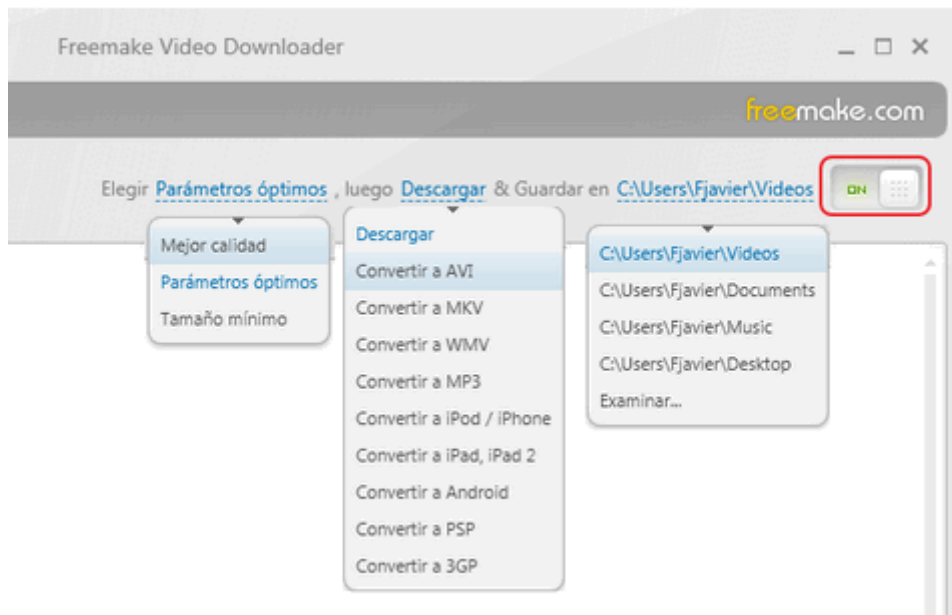 Freemake Video Downloader
freemake.com
Elegir Parámetros óptimos , luego Descargar & Guardar en C:\Users\Fjavier\Videos ON
Mejor calidad
Parámetros óptimos
Tamaño mínimo
Descargar
Convertir a AVI
Convertir a MKV
Convertir a WMV
Convertir a MP3
Convertir a iPod / iPhone
Convertir a iPad, iPad 2
Convertir a Android
Convertir a PSP
Convertir a 3GP
C:\Users\Fjavier\Videos
C:\Users\Fjavier\Documents
C:\Users\Fjavier\Music
C:\Users\Fjavier\Desktop
Examinar...